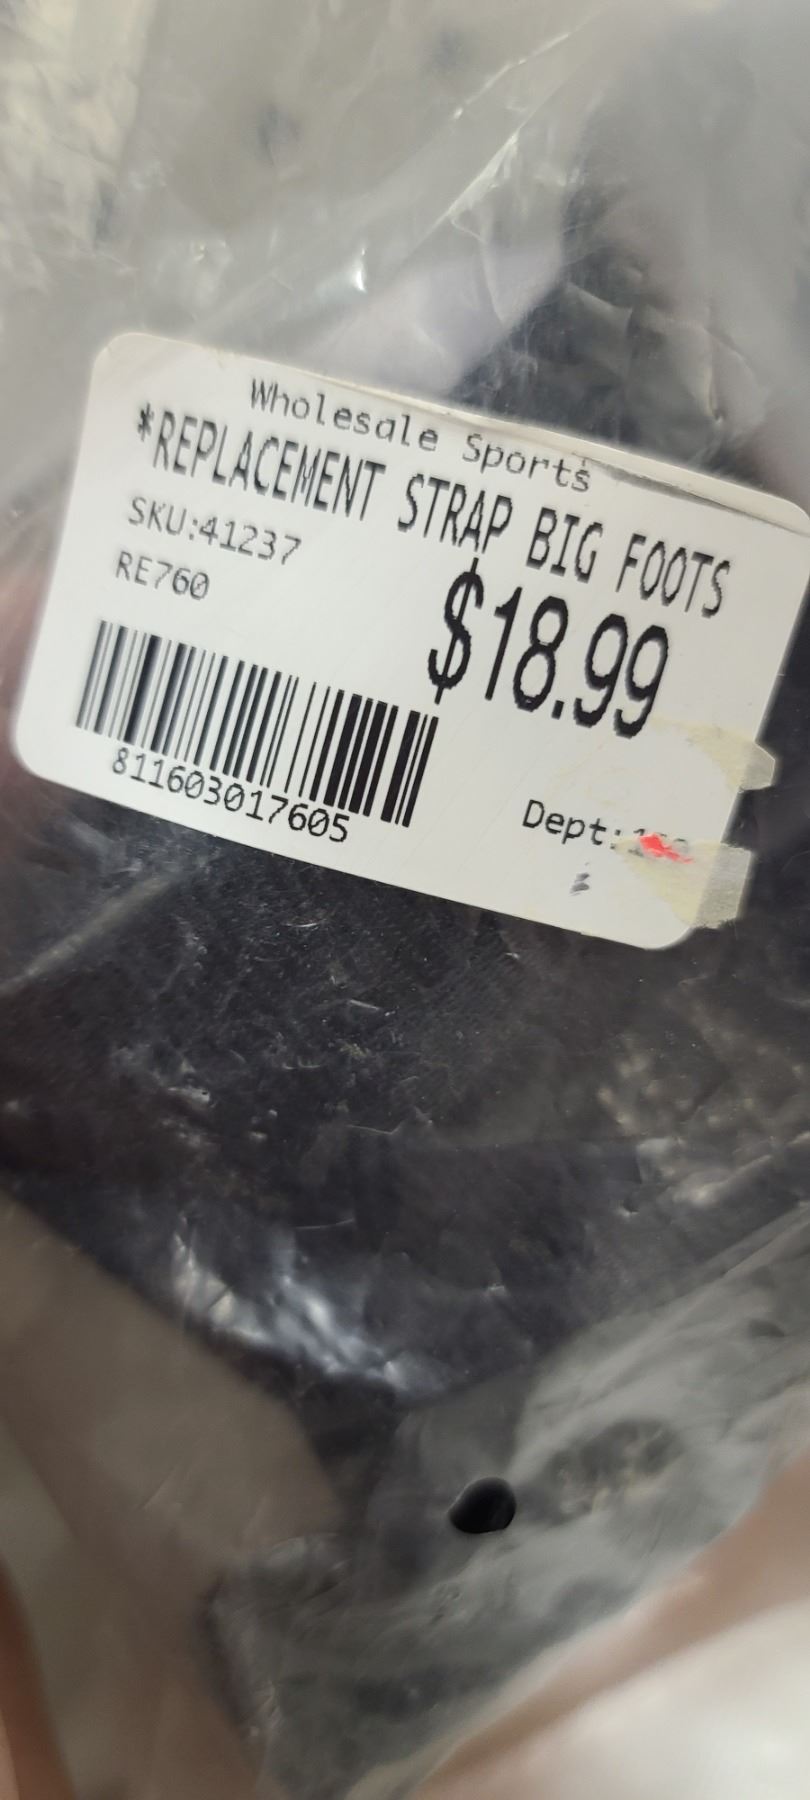 Wholesale Sports
*REPLACEMENT STRAP BIG FOOTS
SKU:41237
RE760
$18.99
811603017605
Dept: